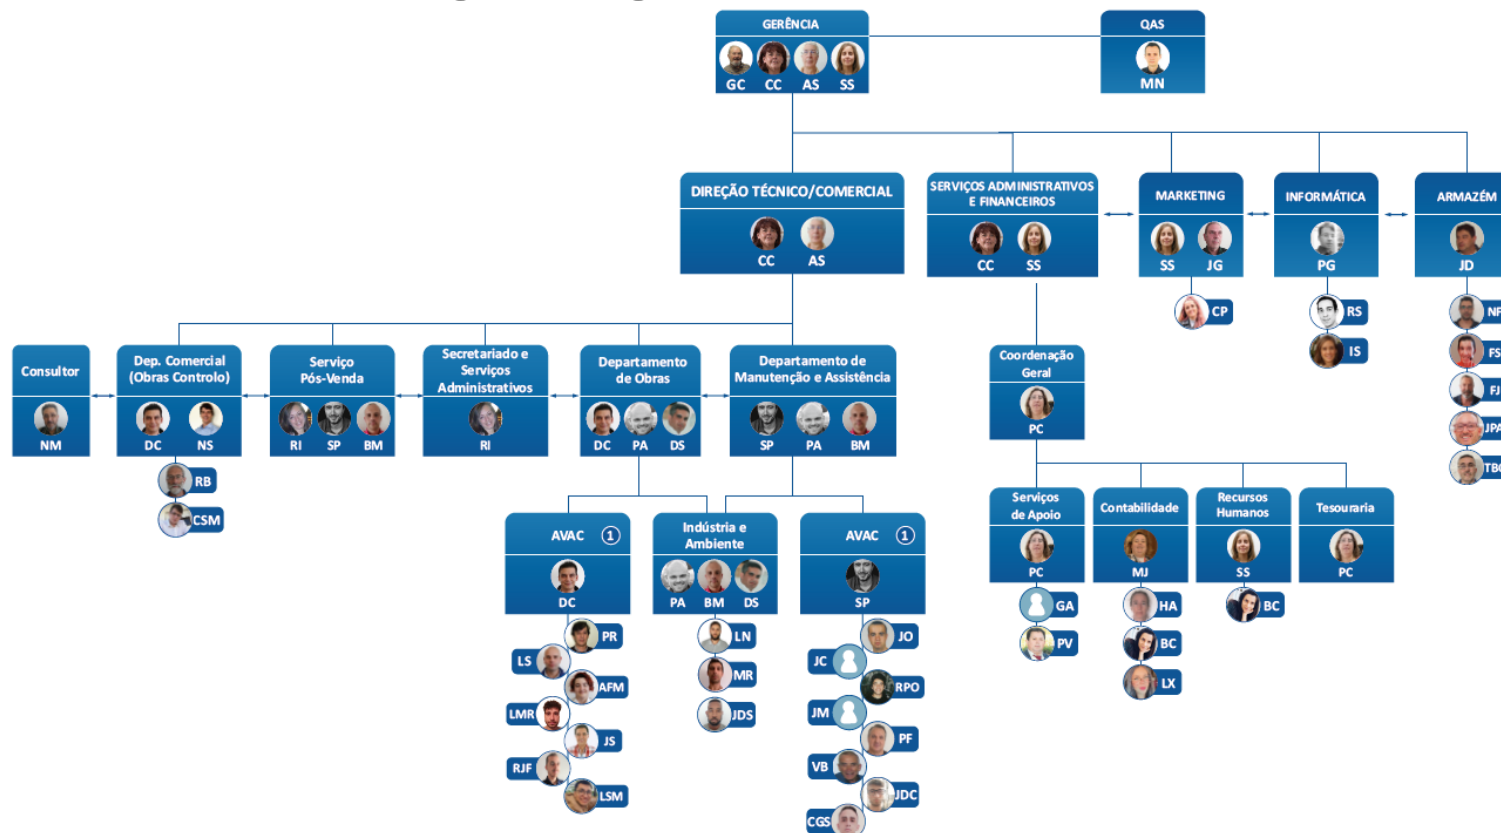 GERÊNCIA
GC CC AS SS
QAS
MN
DIREÇÃO TÉCNICO/COMERCIAL
CC AS
SERVIÇOS ADMINISTRATIVOS
E FINANCEIROS
CC SS
MARKETING
SS JG
CP
INFORMÁTICA
PG
RS
IS
ARMAZÉM
JD
NF
FS
FJ
JPA
Consultor
NM
Dep. Comercial
(Obras Controlo)
DC NS
RB
CSM
Serviço
Pós-Venda
RI SP BM
Secretariado e
Serviços
Administrativos
RI
Departamento
de Obras
DC PA DS
Departamento de
Manutenção e Assistência
SP PA BM
Coordenação
Geral
PC
AVAC 1
DC
PR
LS
AFM
LMR
JS
RJF
LSM
Indústria e
Ambiente
PA BM DS
LN
MR
JDS
AVAC 1
SP
JO
JC
RPO
JM
PF
VB
JDC
CGS
Serviços
de Apoio
PC
GA
PV
Contabilidade
MJ
HA
BC
LX
Recursos
Humanos
SS
BC
Tesouraria
PC